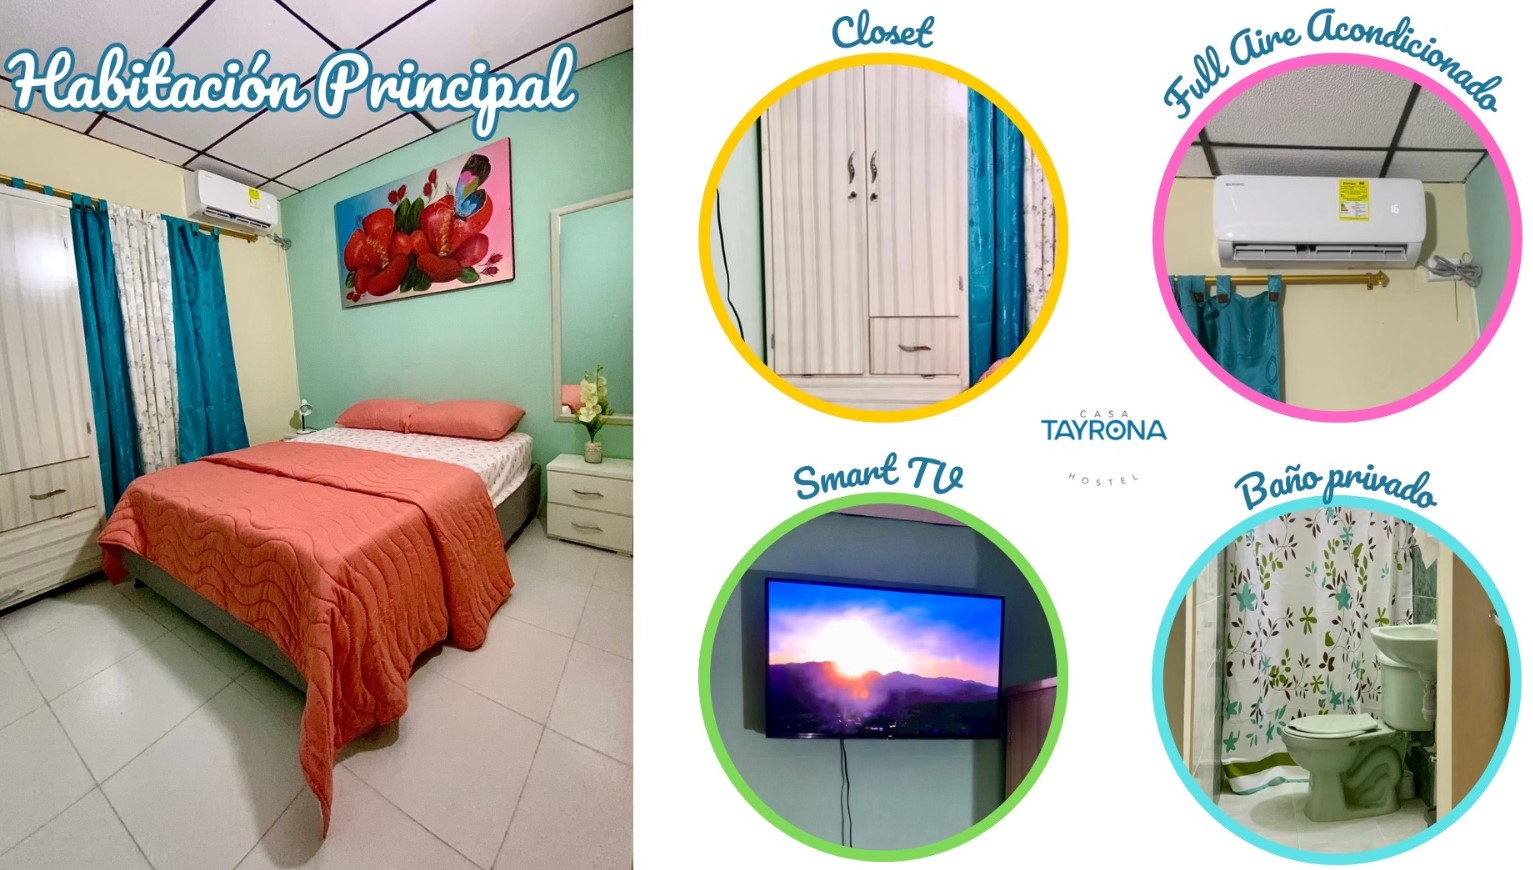 Habitación Principal
Closet
Full Aire Acondicionado
CASA
TAYRONA
HOSTEL
Smart TV
Baño privado